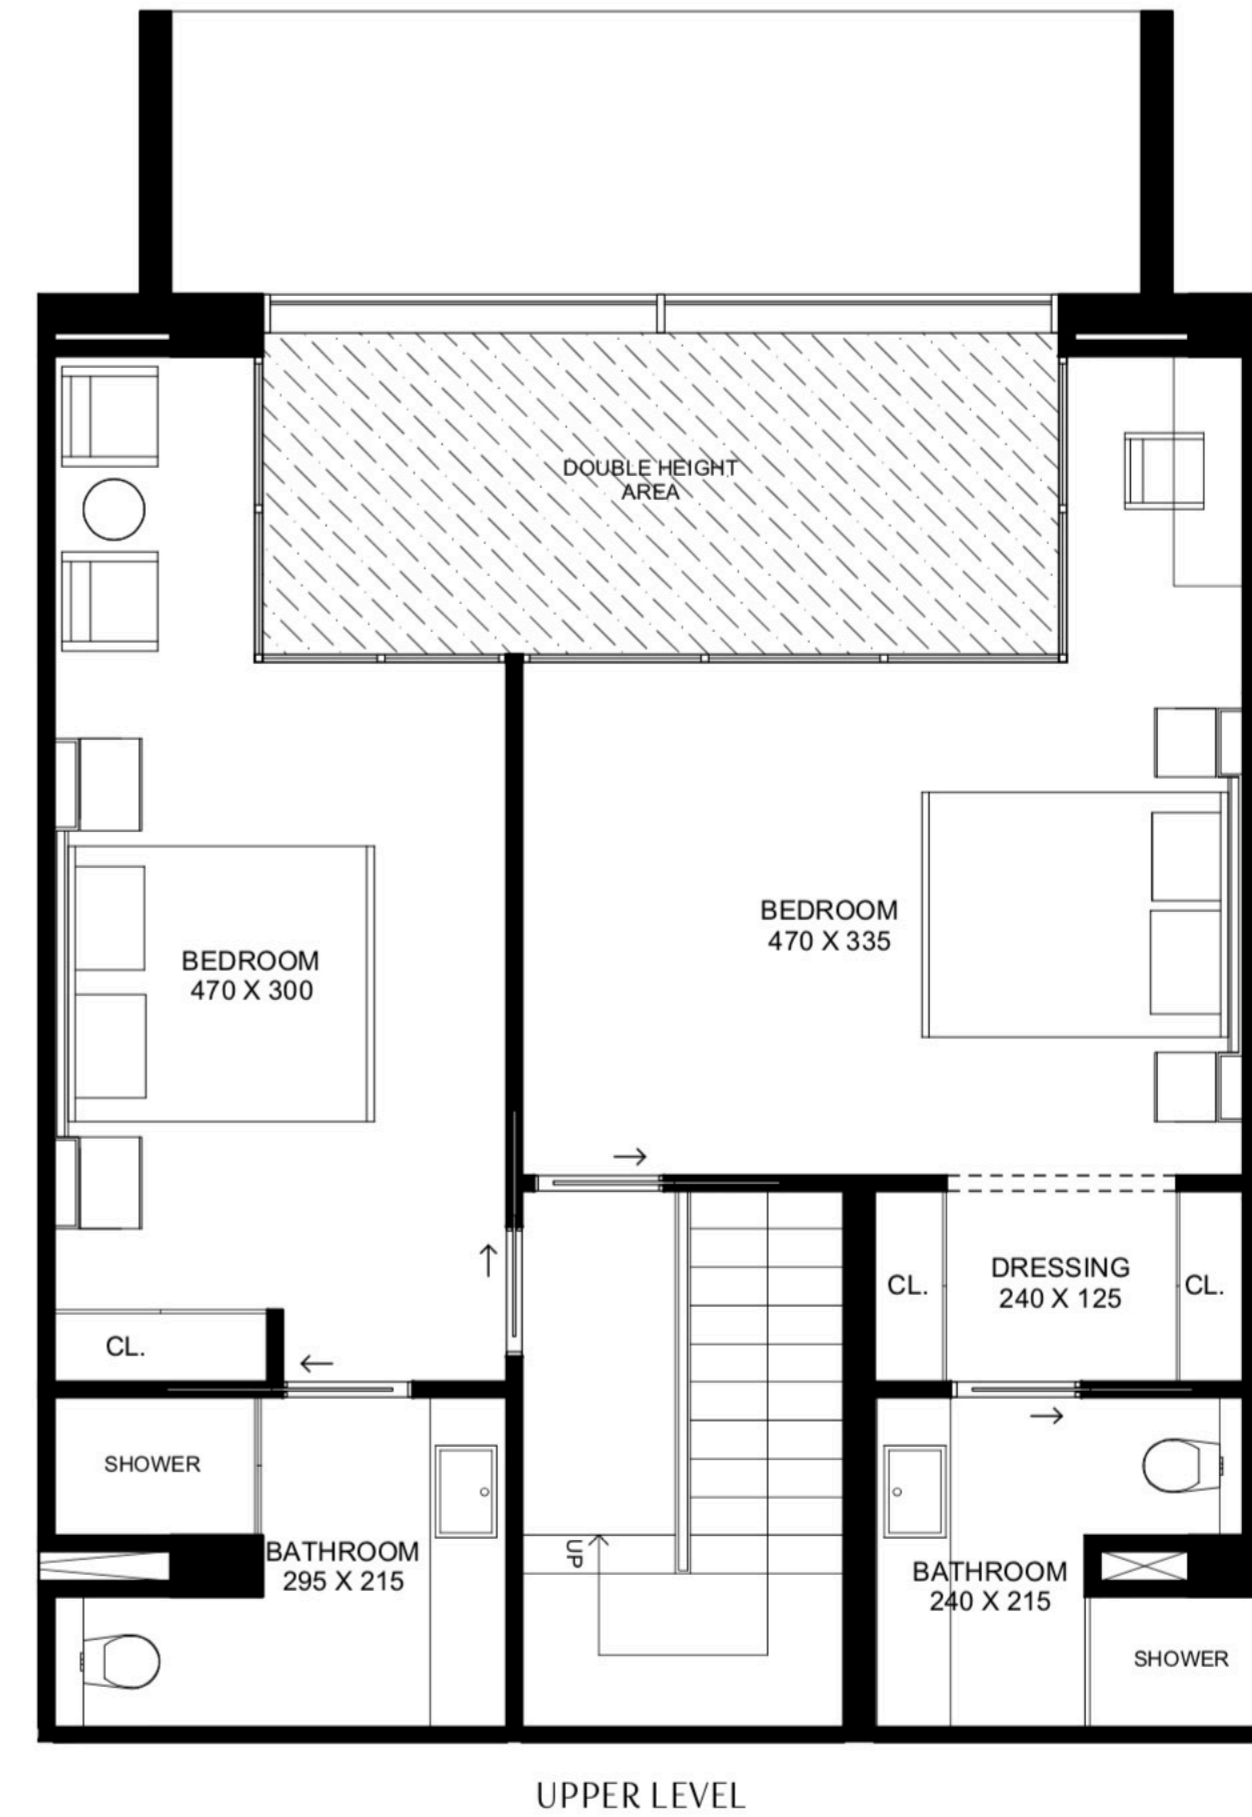 DOUBLE HEIGHT
AREA
BEDROOM
470 X 335
BEDROOM
470 X 300
CL.
DRESSING
240 X 125
CL.
CL.
SHOWER
UP
BATHROOM
295 X 215
BATHROOM
240 X 215
SHOWER
UPPER LEVEL